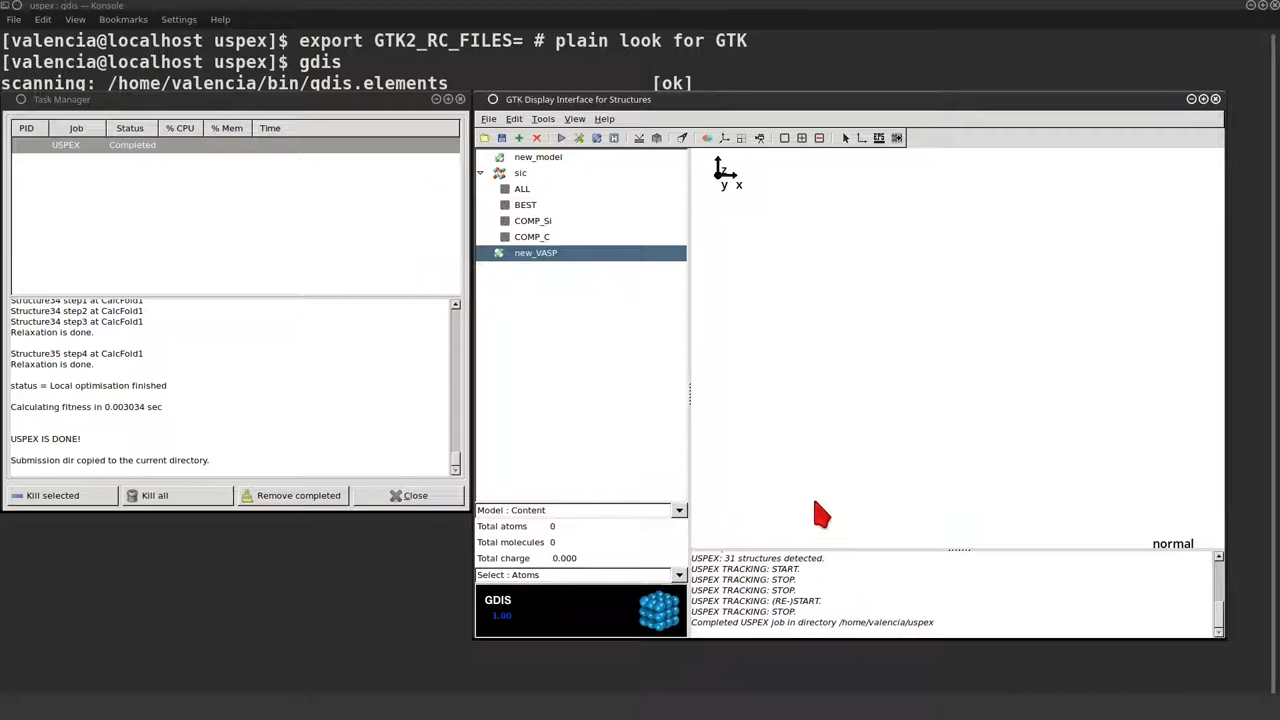 uspex : gdis — Konsole
File Edit View Bookmarks Settings Help
[valencia@localhost uspex]$ export GTK2_RC_FILES= # plain look for GTK
[valencia@localhost uspex]$ gdis
scanning: /home/valencia/bin/gdis.elements [ok]
Task Manager
PID Job Status % CPU % Mem Time
USPEX Completed
Structure34 step1 at CalcFold1
Structure34 step2 at CalcFold1
Structure34 step3 at CalcFold1
Relaxation is done.
Structure35 step4 at CalcFold1
Relaxation is done.
status = Local optimisation finished
Calculating fitness in 0.003034 sec
USPEX IS DONE!
Submission dir copied to the current directory.
Kill selected Kill all Remove completed Close
GTK Display Interface for Structures
File Edit Tools View Help
new_model
sic
ALL
BEST
COMP_Si
COMP_C
new_VASP
Model : Content
Total atoms 0
Total molecules 0
Total charge 0.000
Select : Atoms
GDIS
1.00
z
y x
normal
USPEX: 31 structures detected.
USPEX TRACKING: START.
USPEX TRACKING: STOP.
USPEX TRACKING: STOP.
USPEX TRACKING: (RE-)START.
USPEX TRACKING: STOP.
Completed USPEX job in directory /home/valencia/uspex